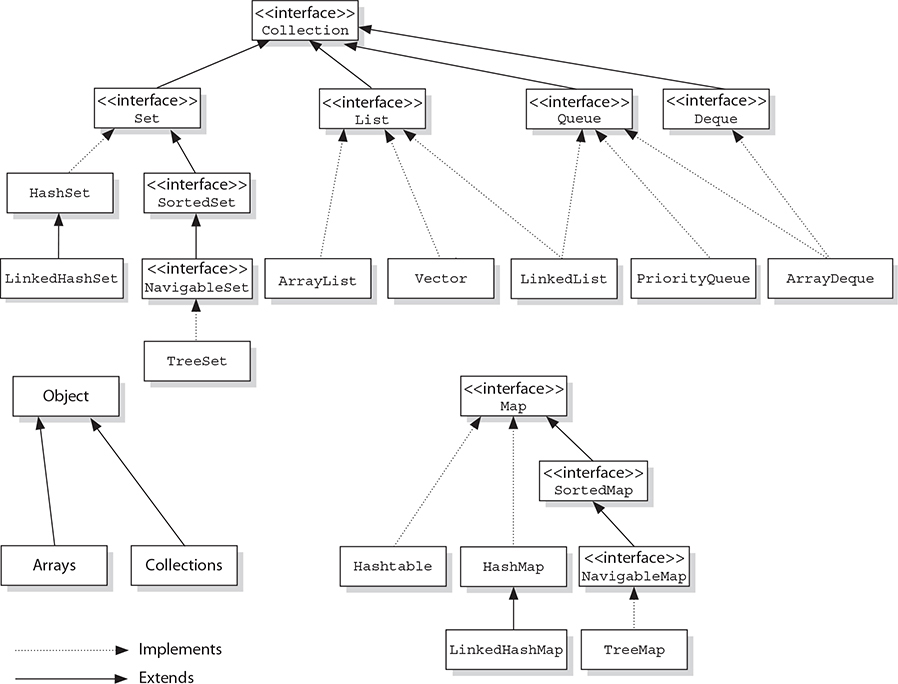 <<interface>>
Collection
<<interface>>
Set
<<interface>>
List
<<interface>>
Queue
<<interface>>
Deque
HashSet
<<interface>>
SortedSet
LinkedHashSet
<<interface>>
NavigableSet
ArrayList
Vector
LinkedList
PriorityQueue
ArrayDeque
TreeSet
Object
<<interface>>
Map
<<interface>>
SortedMap
Arrays
Collections
Hashtable
HashMap
<<interface>>
NavigableMap
LinkedHashMap
TreeMap
Implements
Extends